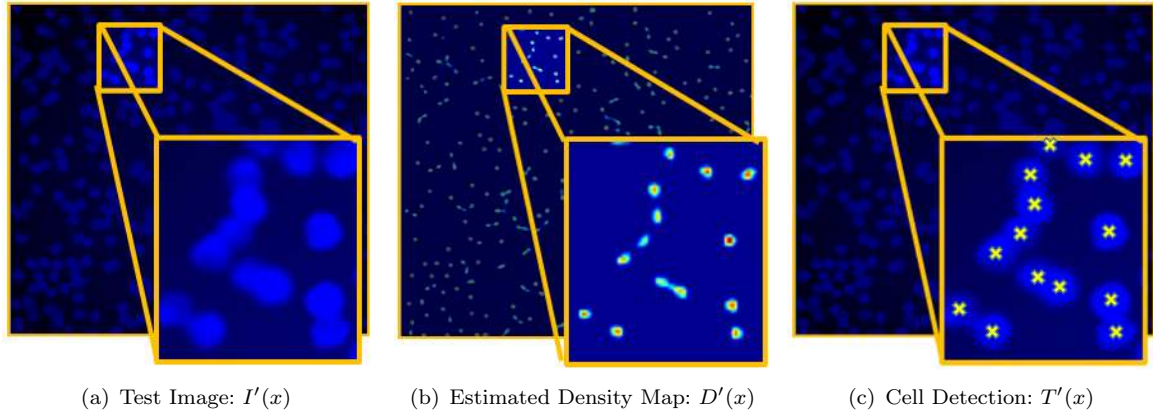 (a) Test Image: I′(x)
(b) Estimated Density Map: D′(x)
(c) Cell Detection: T′(x)